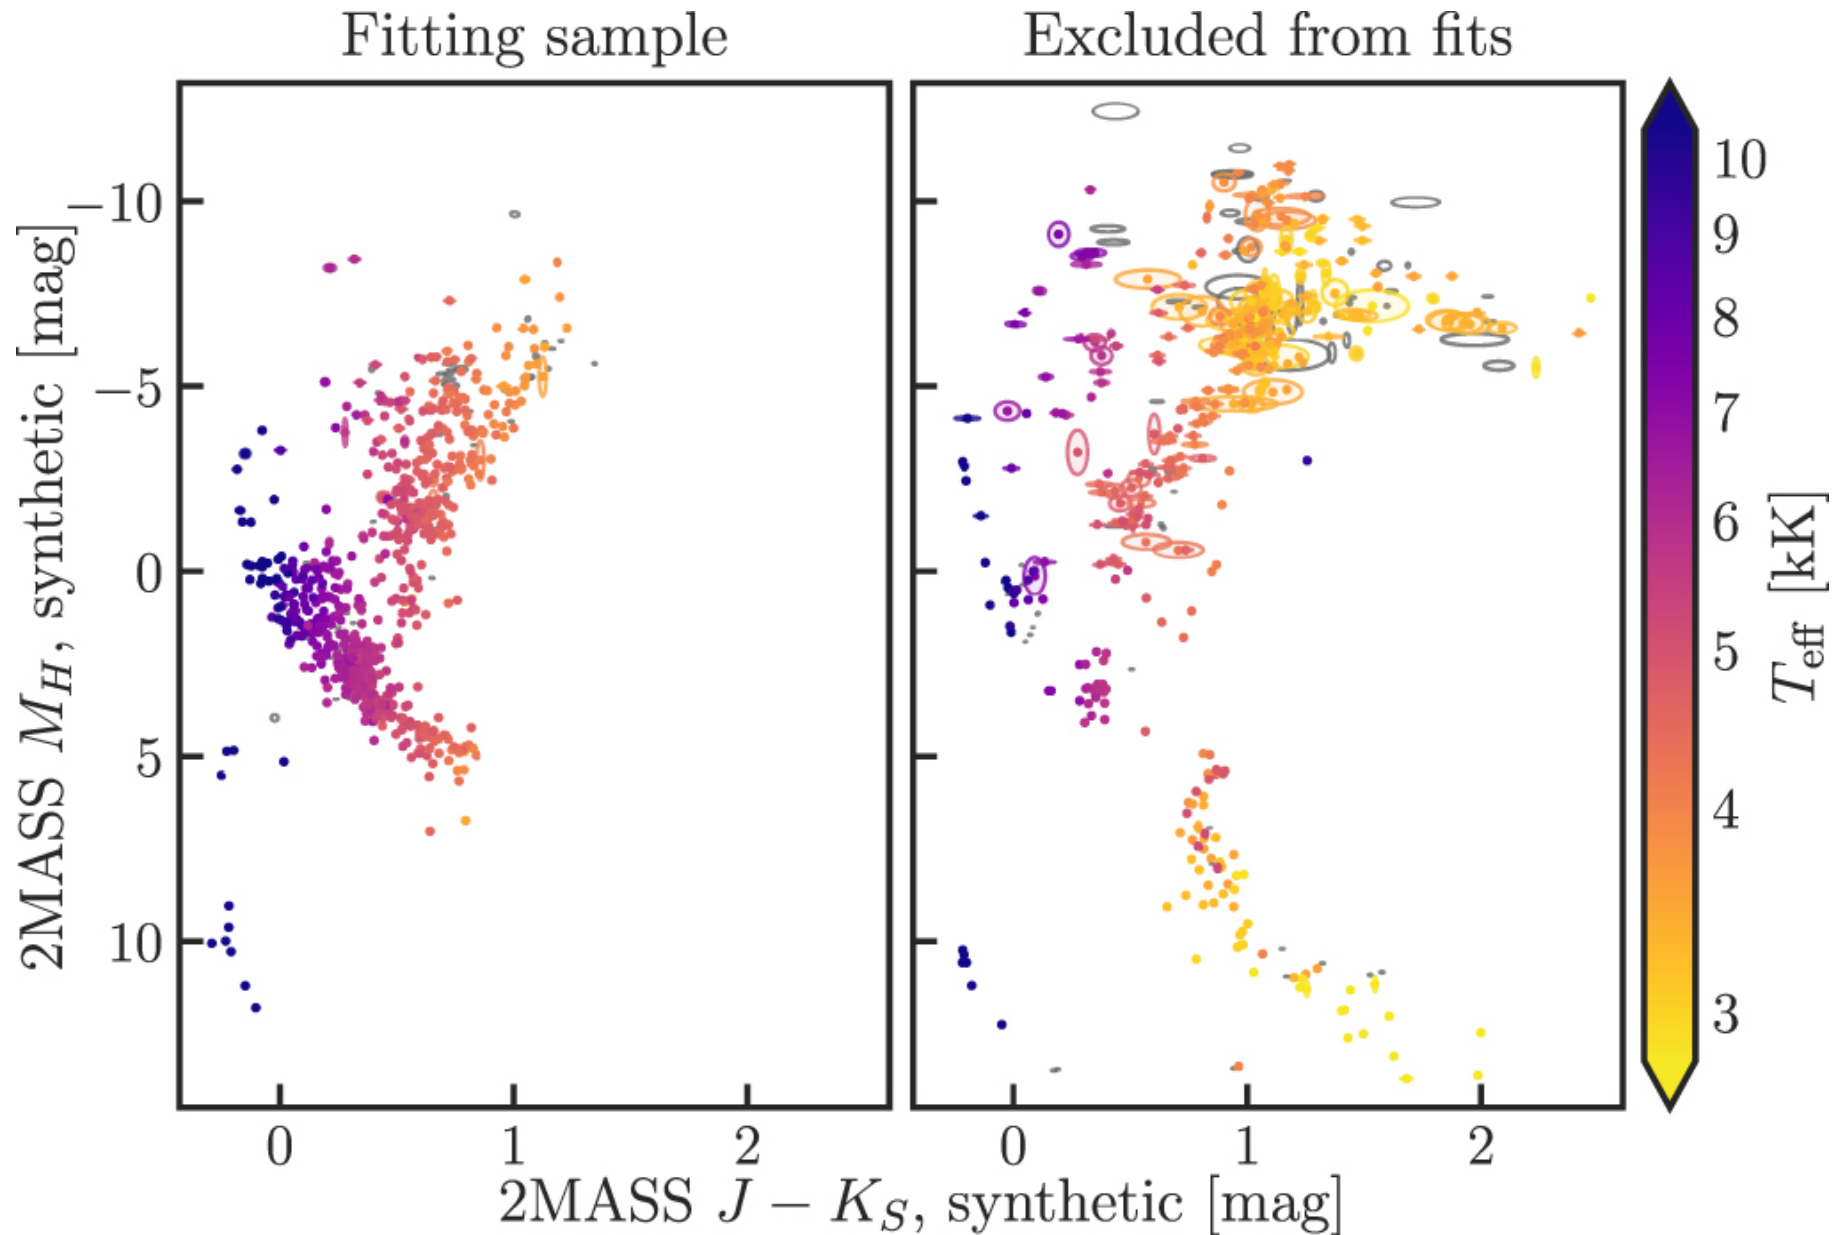 Fitting sample
Excluded from fits
2MASS M_H, synthetic [mag]
−10
−5
0
5
10
0 1 2
0 1 2
2MASS J − K_S, synthetic [mag]
10
9
8
7
6
5
4
3
T_eff [kK]